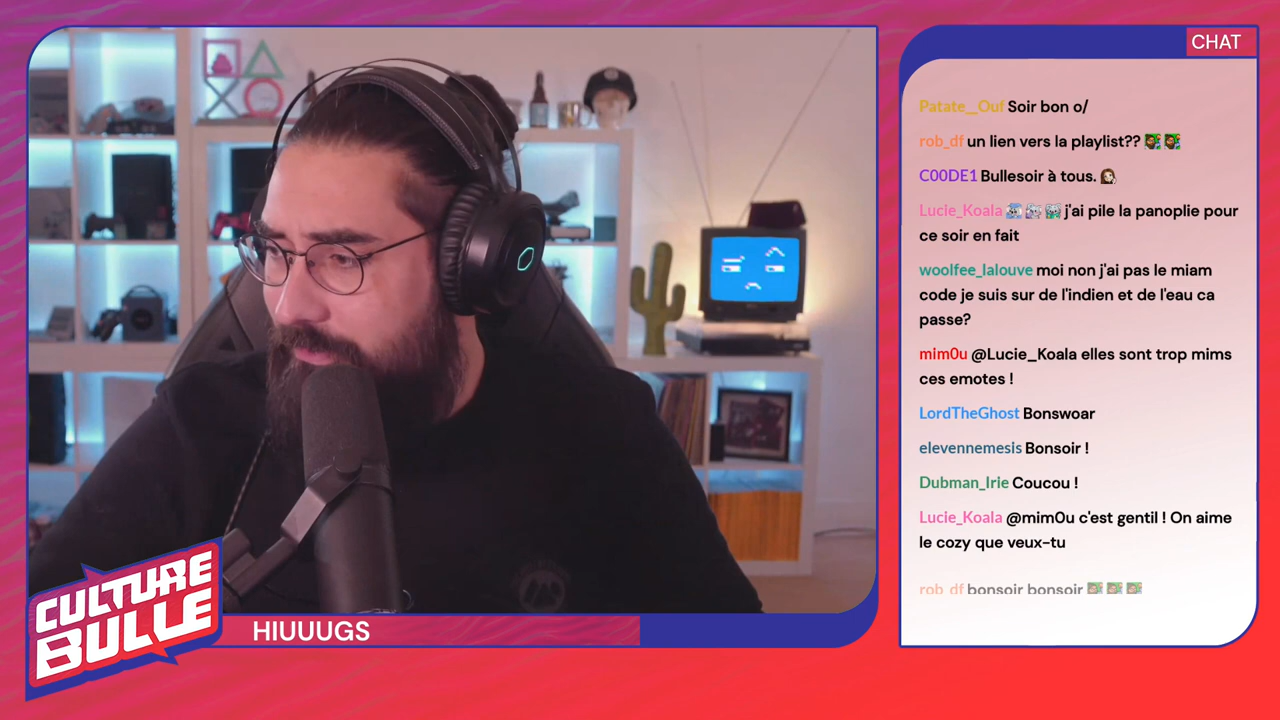 CHAT
Patate__Ouf Soir bon o/
rob_df un lien vers la playlist??
C00DE1 Bullesoir à tous.
Lucie_Koala j'ai pile la panoplie pour
ce soir en fait
woolfee_lalouve moi non j'ai pas le miam
code je suis sur de l'indien et de l'eau ca
passe?
mim0u @Lucie_Koala elles sont trop mims
ces emotes !
LordTheGhost Bonswoar
elevennemesis Bonsoir !
Dubman_Irie Coucou !
Lucie_Koala @mim0u c'est gentil ! On aime
le cozy que veux-tu
rob_df bonsoir bonsoir
CULTURE
BULLE
HIUUUGS